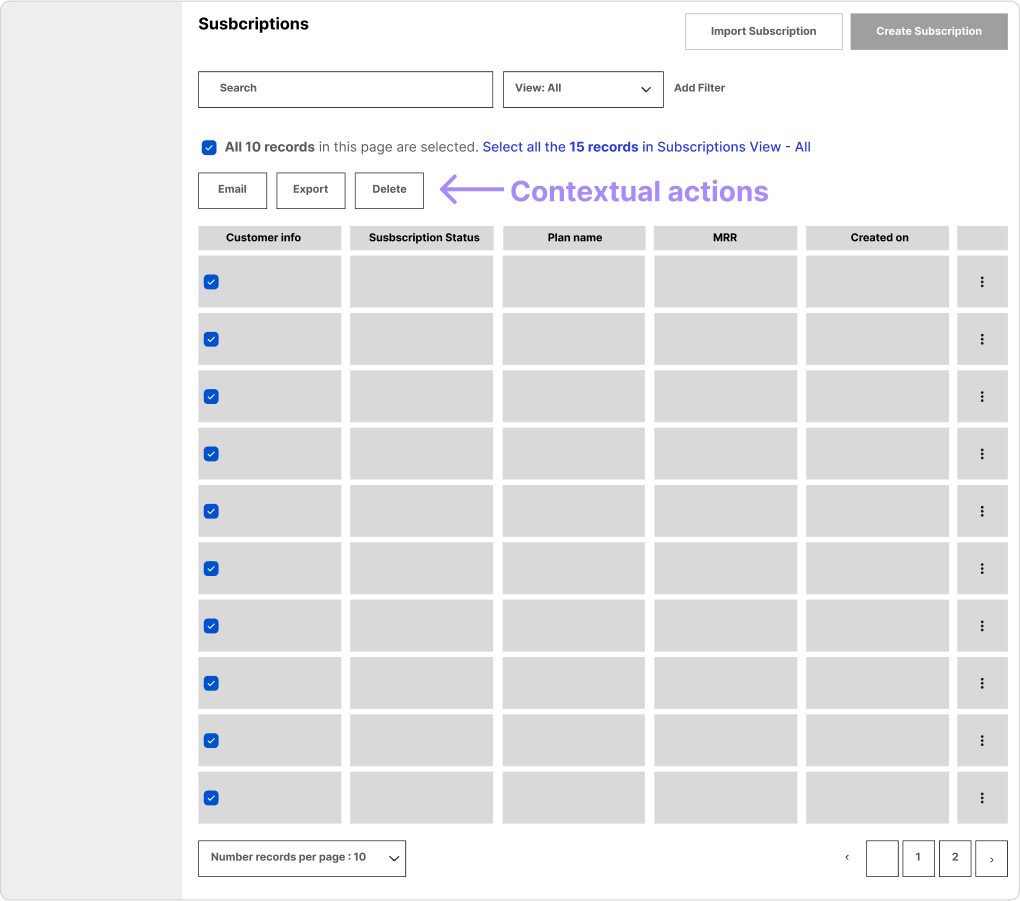 Susbcriptions
Import Subscription
Create Subscription
Search
View: All
Add Filter
All 10 records in this page are selected. Select all the 15 records in Subscriptions View - All
Email
Export
Delete
Contextual actions
Customer info
Susbscription Status
Plan name
MRR
Created on
Number records per page : 10
‹
1
2
›